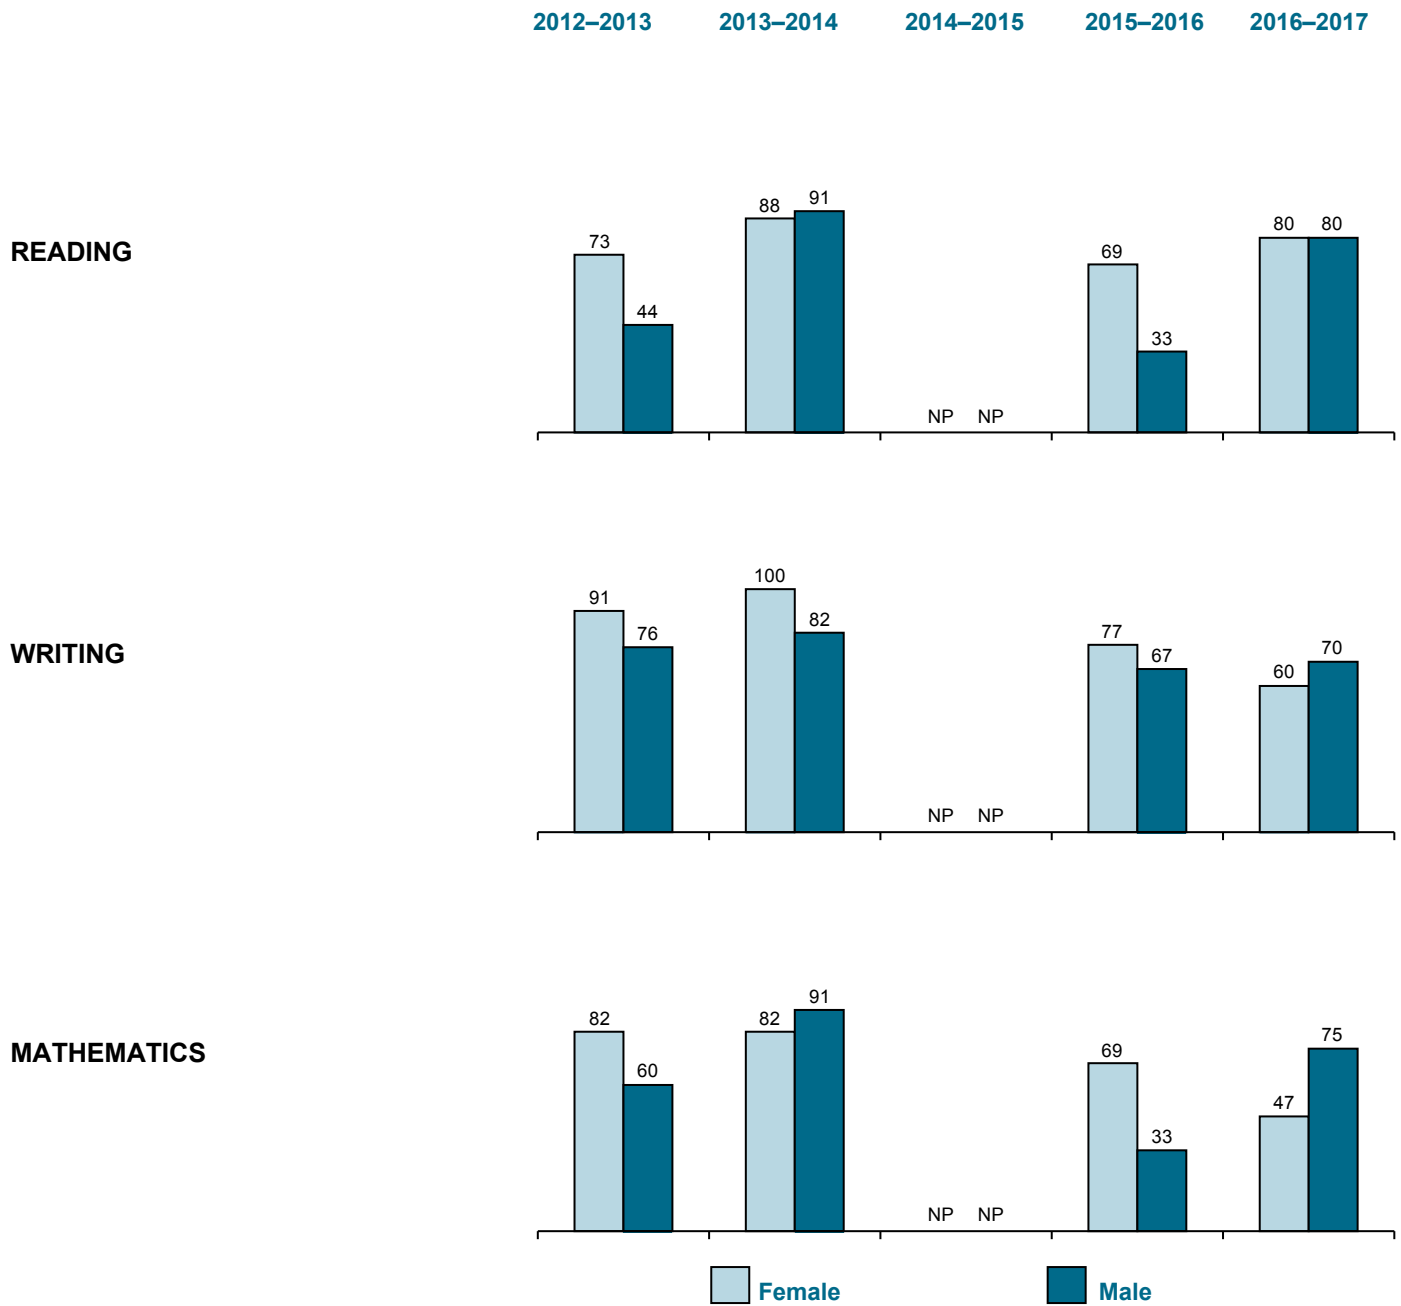 2012–2013 2013–2014 2014–2015 2015–2016 2016–2017
READING
73 44 88 91 NP NP 69 33 80 80
WRITING
91 76 100 82 NP NP 77 67 60 70
MATHEMATICS
82 60 82 91 NP NP 69 33 47 75
Female Male